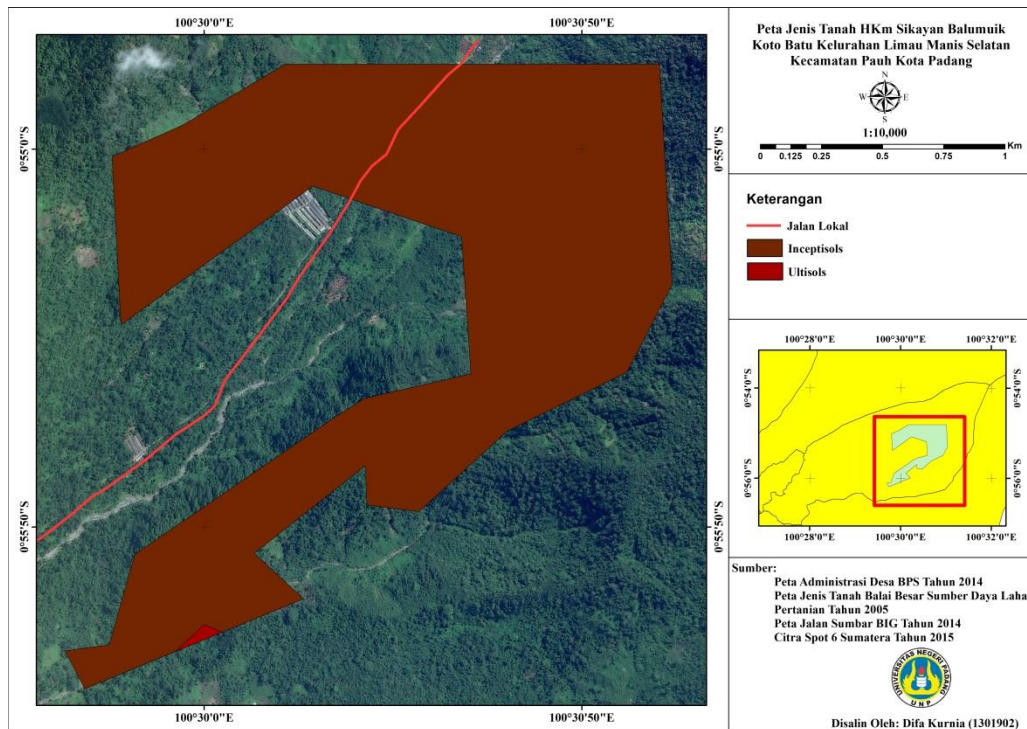 100°30'0"E
100°30'50"E
0°55'0"S
0°55'50"S
0°55'0"S
0°55'50"S
100°30'0"E
100°30'50"E
Peta Jenis Tanah HKm Sikayan Balumuik
Koto Batu Kelurahan Limau Manis Selatan
Kecamatan Pauh Kota Padang
N
W E
S
1:10,000
Km
0 0.125 0.25 0.5 0.75 1
Keterangan
Jalan Lokal
Inceptisols
Ultisols
100°28'0"E
100°30'0"E
100°32'0"E
0°54'0"S
0°56'0"S
0°54'0"S
0°56'0"S
100°28'0"E
100°30'0"E
100°32'0"E
Sumber:
Peta Administrasi Desa BPS Tahun 2014
Peta Jenis Tanah Balai Besar Sumber Daya Laha
Pertanian Tahun 2005
Peta Jalan Sumbar BIG Tahun 2014
Citra Spot 6 Sumatera Tahun 2015
UNIVERSITAS NEGERI PADANG
UNP
Disalin Oleh: Difa Kurnia (1301902)